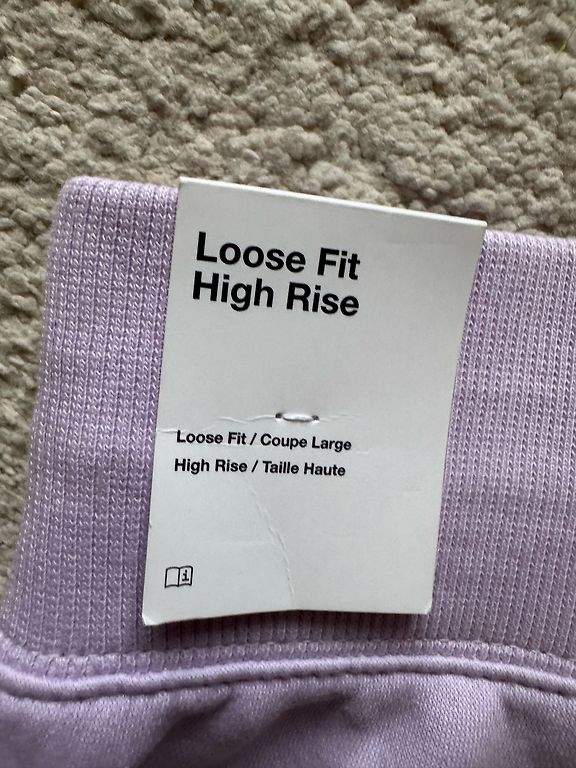 Loose Fit
High Rise
Loose Fit / Coupe Large
High Rise / Taille Haute
i